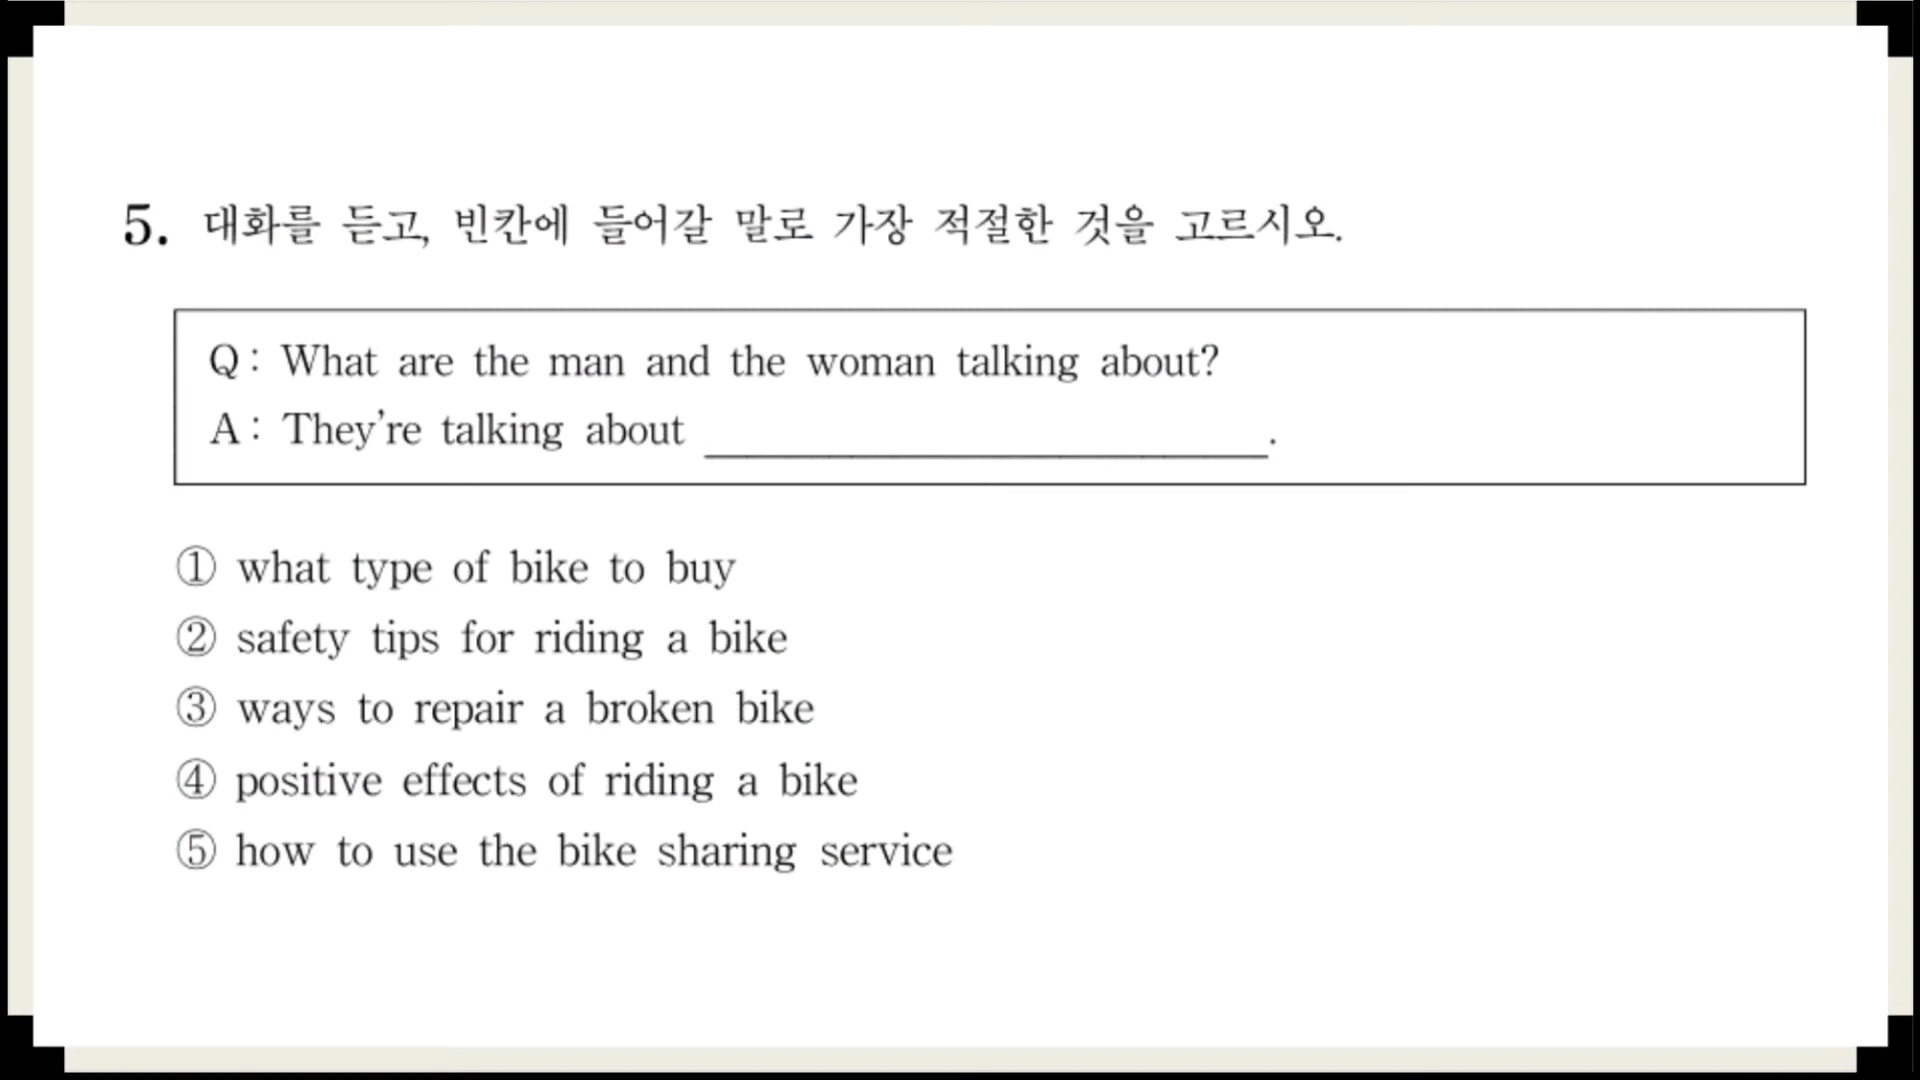 5. 대화를 듣고, 빈칸에 들어갈 말로 가장 적절한 것을 고르시오.
Q: What are the man and the woman talking about?
A: They're talking about ____________________.
① what type of bike to buy
② safety tips for riding a bike
③ ways to repair a broken bike
④ positive effects of riding a bike
⑤ how to use the bike sharing service